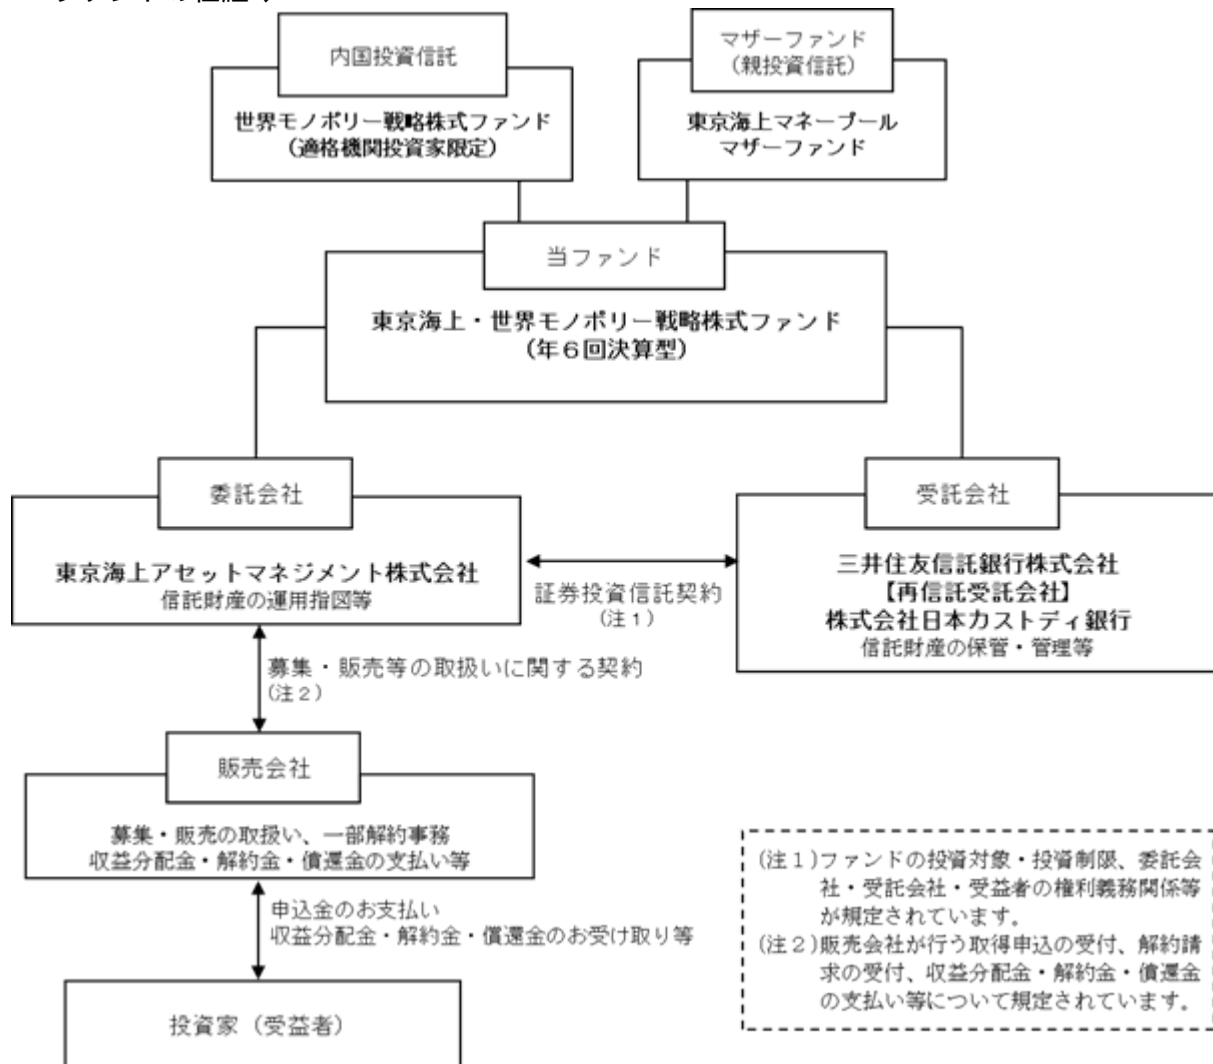 内国投資信託
世界モノポリー戦略株式ファンド
（適格機関投資家限定）
マザーファンド
（親投資信託）
東京海上マネープール
マザーファンド
当ファンド
東京海上・世界モノポリー戦略株式ファンド
（年６回決算型）
委託会社
東京海上アセットマネジメント株式会社
信託財産の運用指図等
証券投資信託契約
（注１）
受託会社
三井住友信託銀行株式会社
【再信託受託会社】
株式会社日本カストディ銀行
信託財産の保管・管理等
募集・販売等の取扱いに関する契約
（注２）
販売会社
募集・販売の取扱い、一部解約事務
収益分配金・解約金・償還金の支払い等
申込金のお支払い
収益分配金・解約金・償還金のお受け取り等
投資家（受益者）
（注１）ファンドの投資対象・投資制限、委託会
社・受託会社・受益者の権利義務関係等
が規定されています。
（注２）販売会社が行う取得申込の受付、解約請
求の受付、収益分配金・解約金・償還金
の支払い等について規定されています。